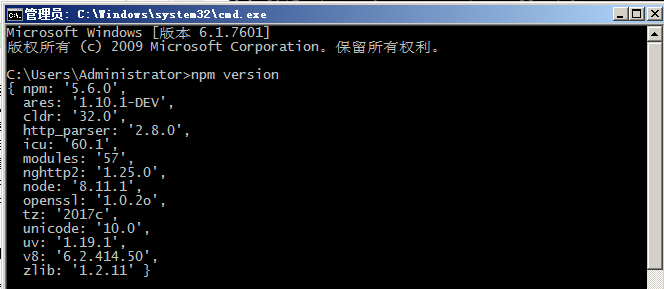 管理员: C:\Windows\system32\cmd.exe
Microsoft Windows [版本 6.1.7601]
版权所有 (c) 2009 Microsoft Corporation。保留所有权利。
C:\Users\Administrator>npm version
{ npm: '5.6.0',
  ares: '1.10.1-DEV',
  cldr: '32.0',
  http_parser: '2.8.0',
  icu: '60.1',
  modules: '57',
  nghttp2: '1.25.0',
  node: '8.11.1',
  openssl: '1.0.2o',
  tz: '2017c',
  unicode: '10.0',
  uv: '1.19.1',
  v8: '6.2.414.50',
  zlib: '1.2.11' }